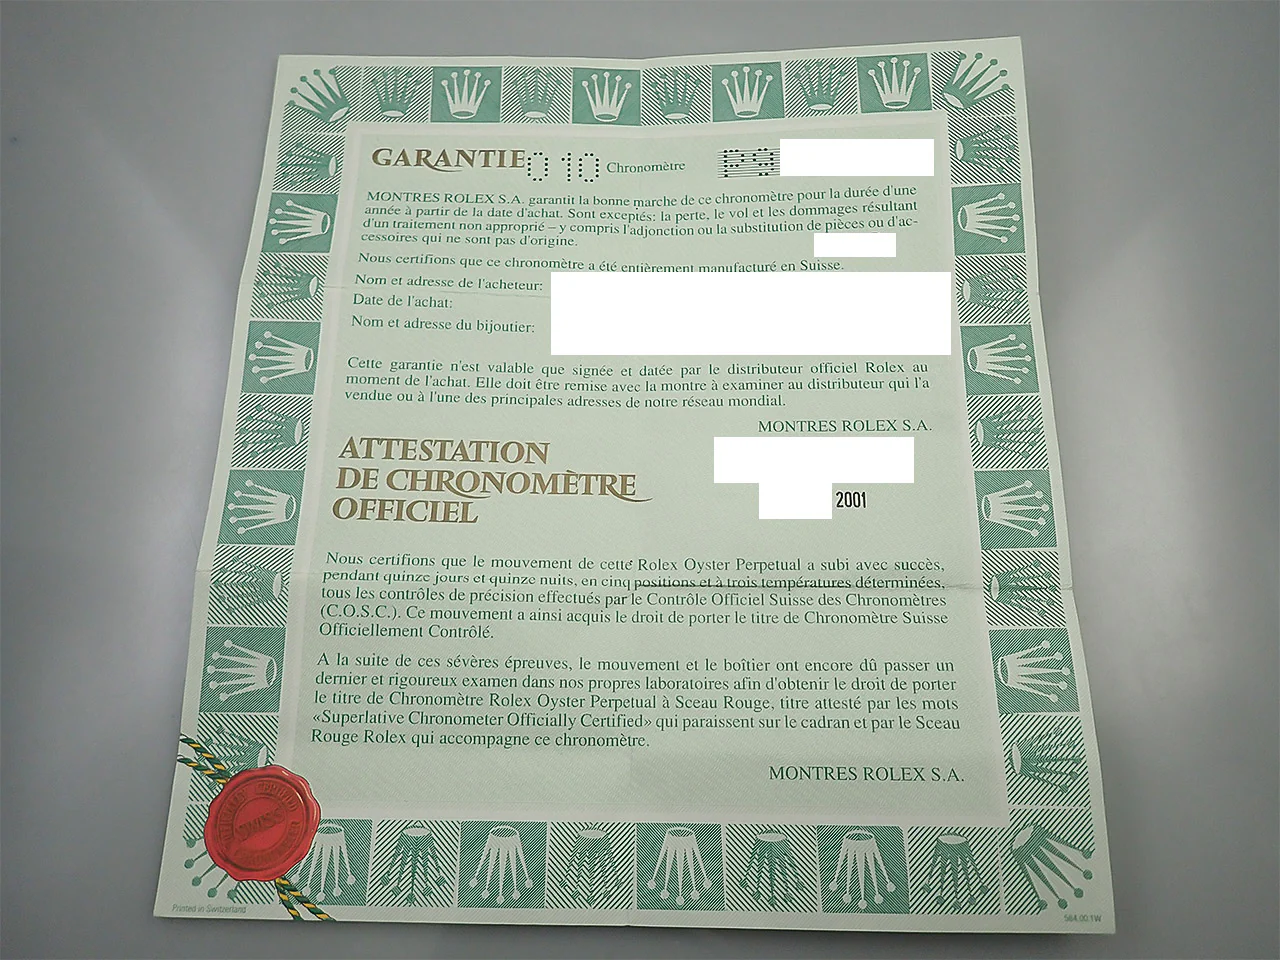 GARANTIE 010 Chronomètre
MONTRES ROLEX S.A. garantit la bonne marche de ce chronomètre pour la durée d'une
année à partir de la date d'achat. Sont exceptés: la perte, le vol et les dommages résultant
d'un traitement non approprié – y compris l'adjonction ou la substitution de pièces ou d'ac-
cessoires qui ne sont pas d'origine.
Nous certifions que ce chronomètre a été entièrement manufacturé en Suisse.
Nom et adresse de l'acheteur:
Date de l'achat:
Nom et adresse du bijoutier:
Cette garantie n'est valable que signée et datée par le distributeur officiel Rolex au
moment de l'achat. Elle doit être remise avec la montre à examiner au distributeur qui l'a
vendue ou à l'une des principales adresses de notre réseau mondial.
MONTRES ROLEX S.A.
ATTESTATION
DE CHRONOMÈTRE
OFFICIEL
2001
Nous certifions que le mouvement de cette Rolex Oyster Perpetual a subi avec succès,
pendant quinze jours et quinze nuits, en cinq positions et à trois températures déterminées,
tous les contrôles de précision effectués par le Contrôle Officiel Suisse des Chronomètres
(C.O.S.C.). Ce mouvement a ainsi acquis le droit de porter le titre de Chronomètre Suisse
Officiellement Contrôlé.
A la suite de ces sévères épreuves, le mouvement et le boîtier ont encore dû passer un
dernier et rigoureux examen dans nos propres laboratoires afin d'obtenir le droit de porter
le titre de Chronomètre Rolex Oyster Perpetual à Sceau Rouge, titre attesté par les mots
«Superlative Chronometer Officially Certified» qui paraissent sur le cadran et par le Sceau
Rouge Rolex qui accompagne ce chronomètre.
MONTRES ROLEX S.A.
Printed in Switzerland
564.00.1W